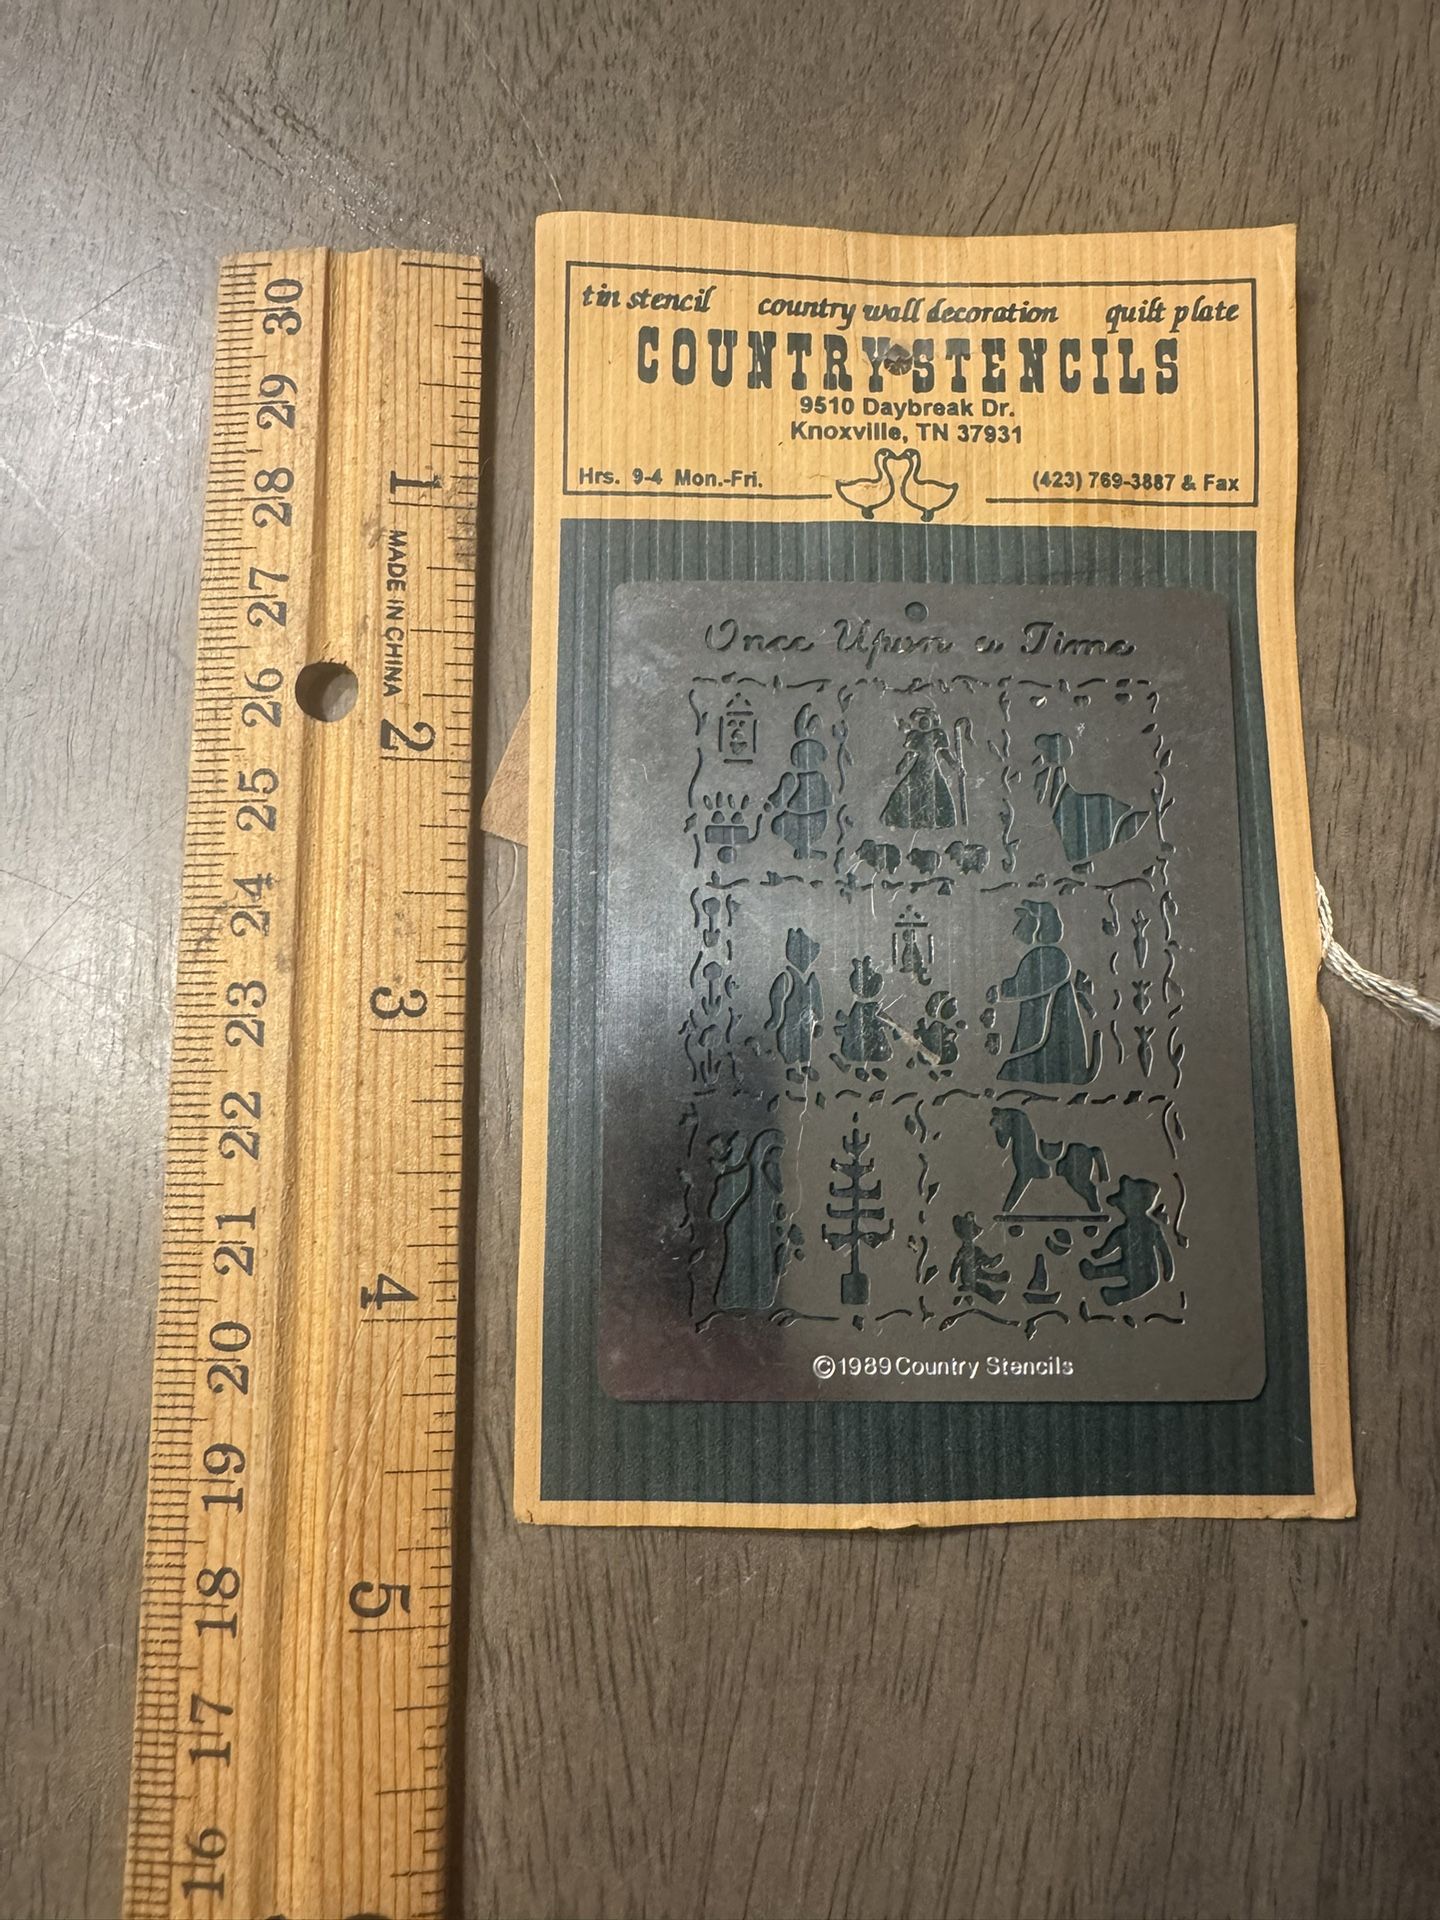 tin stencil country wall decoration quilt plate
COUNTRY STENCILS
9510 Daybreak Dr.
Knoxville, TN 37931
Hrs. 9-4 Mon.-Fri. (423) 769-3887 & Fax
Once Upon a Time
©1989 Country Stencils
30
29
28
27
26
25
24
23
22
21
20
19
18
17
16
1
MADE IN CHINA
2
3
4
5